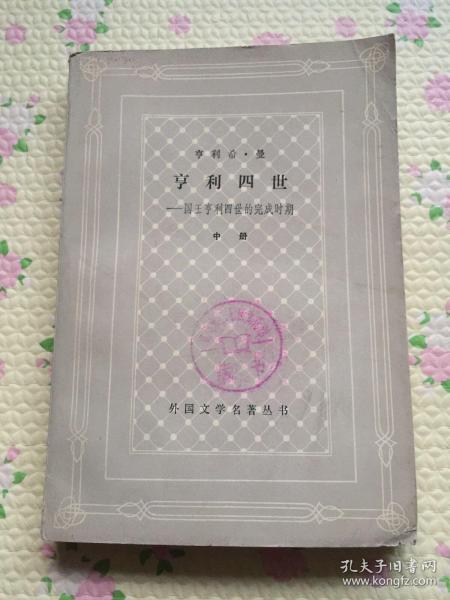 亨利希·曼
亨利四世
——国王亨利四世的完成时期
中册
外国文学名著丛书
孔夫子旧书网
www.kongfz.com